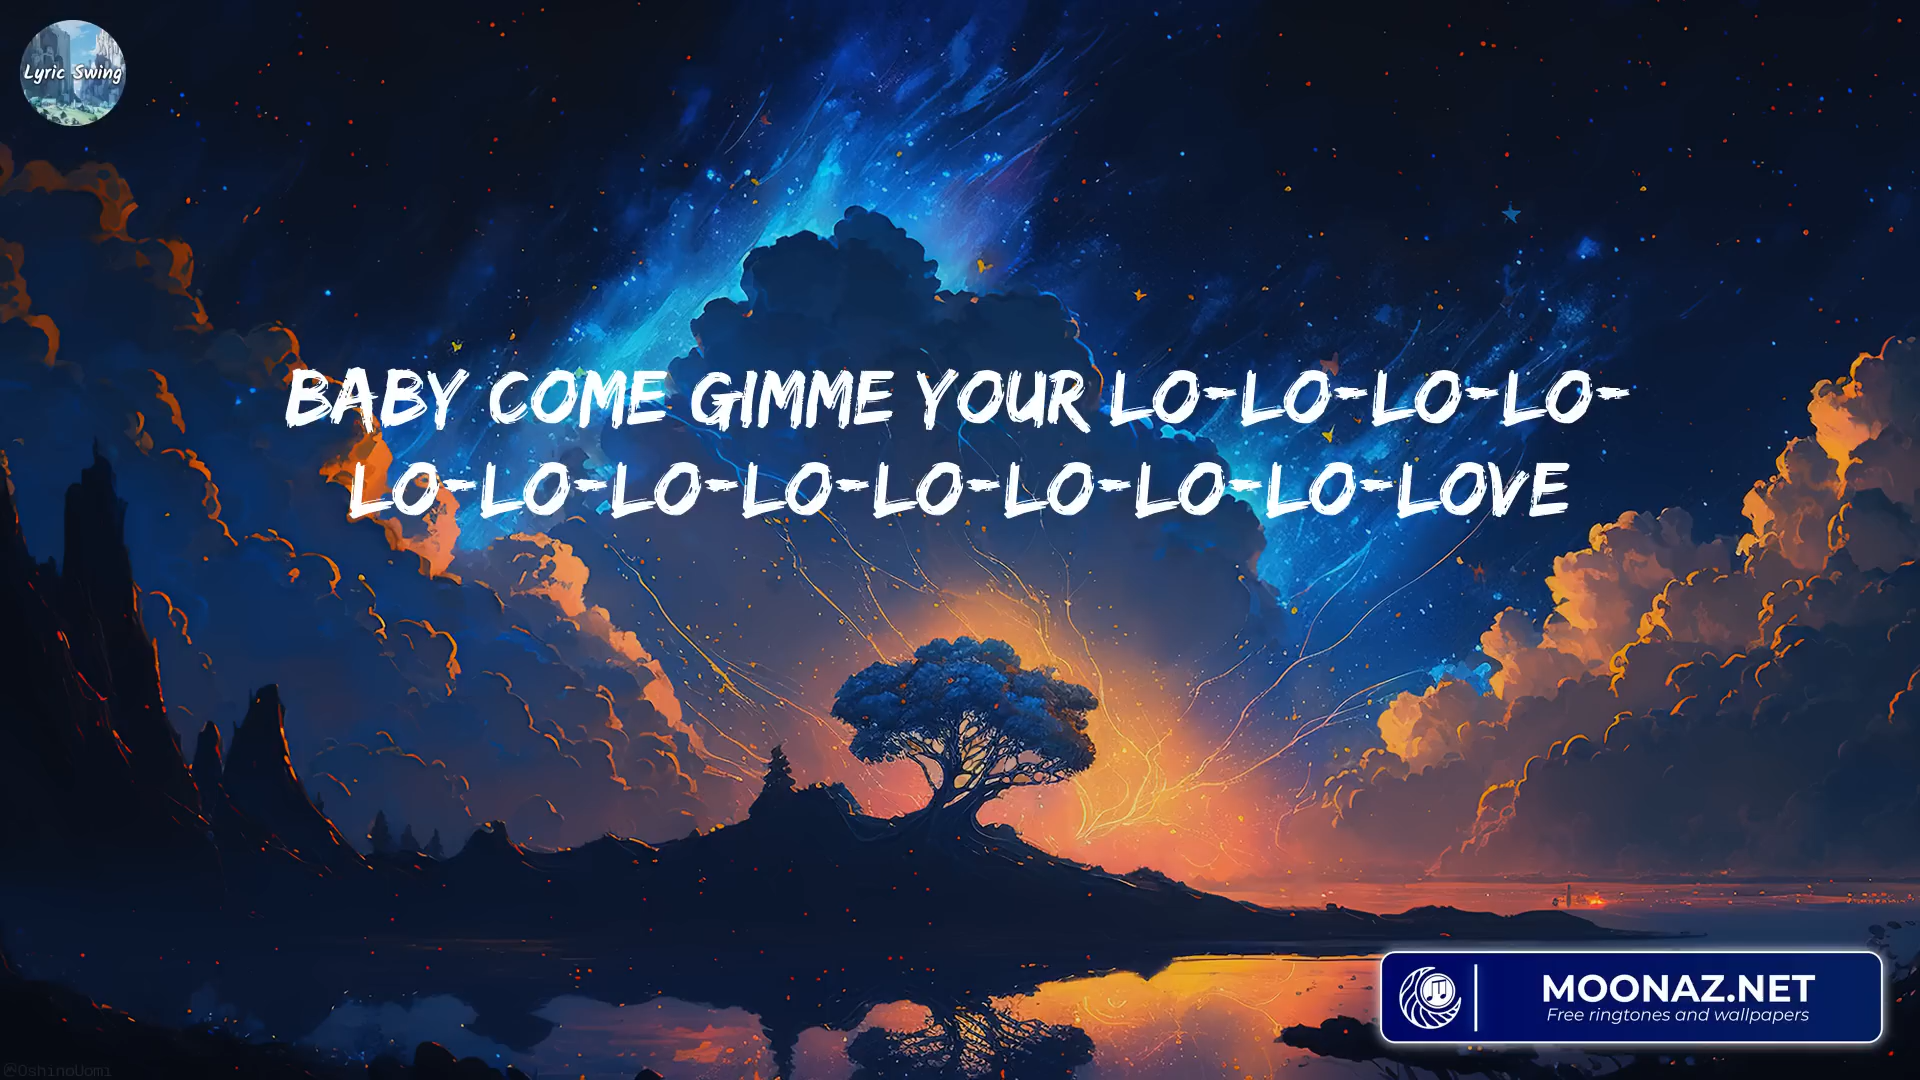 Lyric Swing
BABY COME GIMME YOUR LO-LO-LO-LO-
LO-LO-LO-LO-LO-LO-LO-LO-LOVE
MOONAZ.NET
Free ringtones and wallpapers
@OshinoUomi